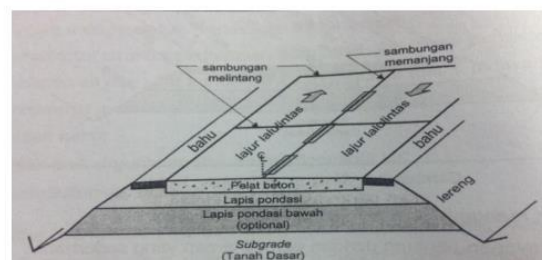 sambungan
melintang
sambungan
memanjang
bahu
lajur lalulintas
lajur lalulintas
bahu
Pelat beton
lereng
Lapis pondasi
Lapis pondasi bawah
(optional)
Subgrade
(Tanah Dasar)